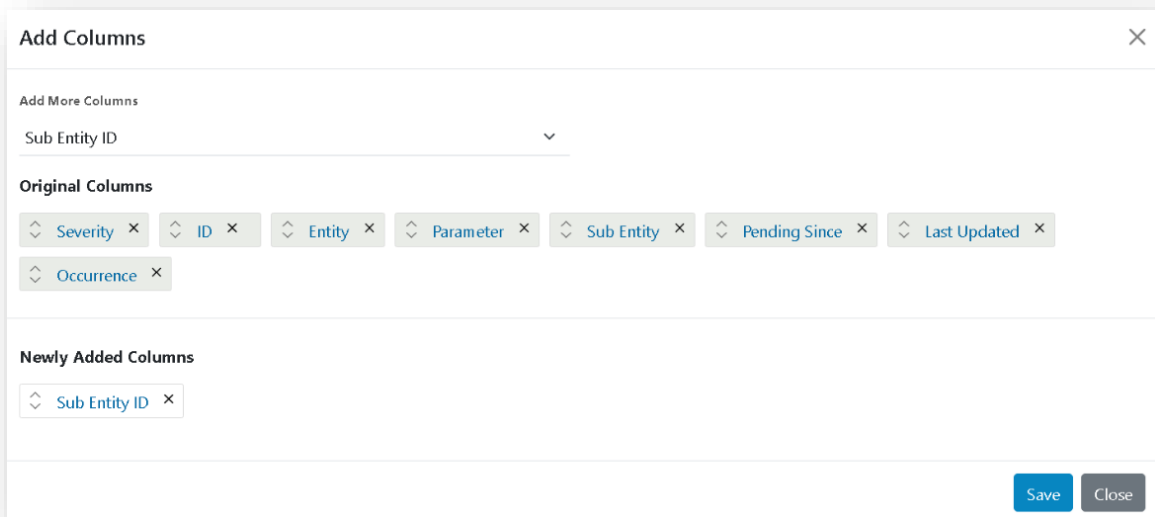 Add Columns
Add More Columns
Sub Entity ID
Original Columns
Severity ID Entity Parameter Sub Entity Pending Since Last Updated
Occurrence
Newly Added Columns
Sub Entity ID
Save Close